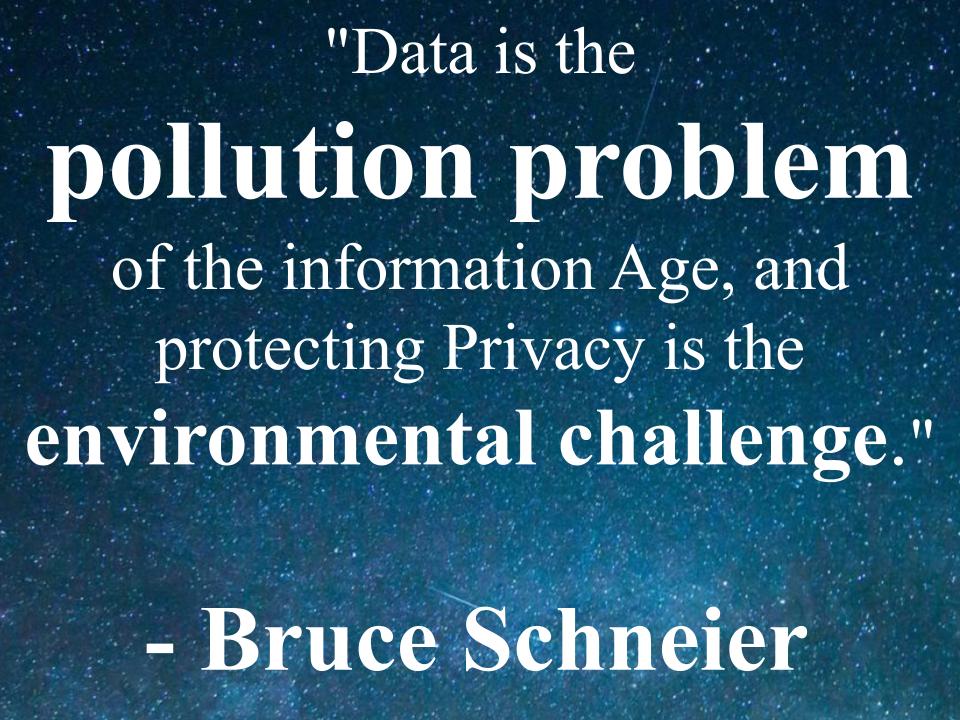 "Data is the
pollution problem
of the information Age, and
protecting Privacy is the
environmental challenge."
- Bruce Schneier